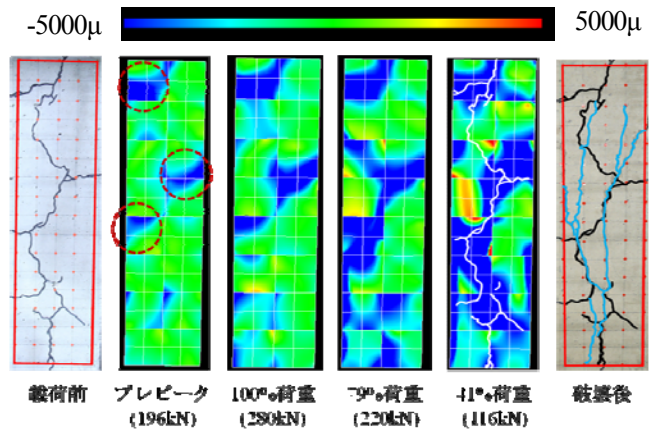 -5000μ
5000μ
載荷前
プレピーク
(196kN)
100%荷重
(280kN)
79%荷重
(220kN)
41%荷重
(116kN)
破壊後